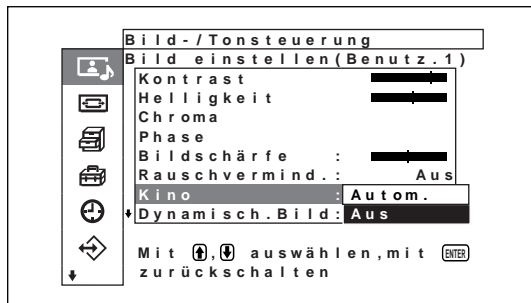 Bild-/Tonsteuerung
Bild einstellen(Benutz.1)
Kontrast
Helligkeit
Chroma
Phase
Bildschärfe :
Rauschvermind.: Aus
Kino : Autom.
Dynamisch.Bild: Aus
Mit ↑,↓ auswählen,mit ENTER
zurückschalten